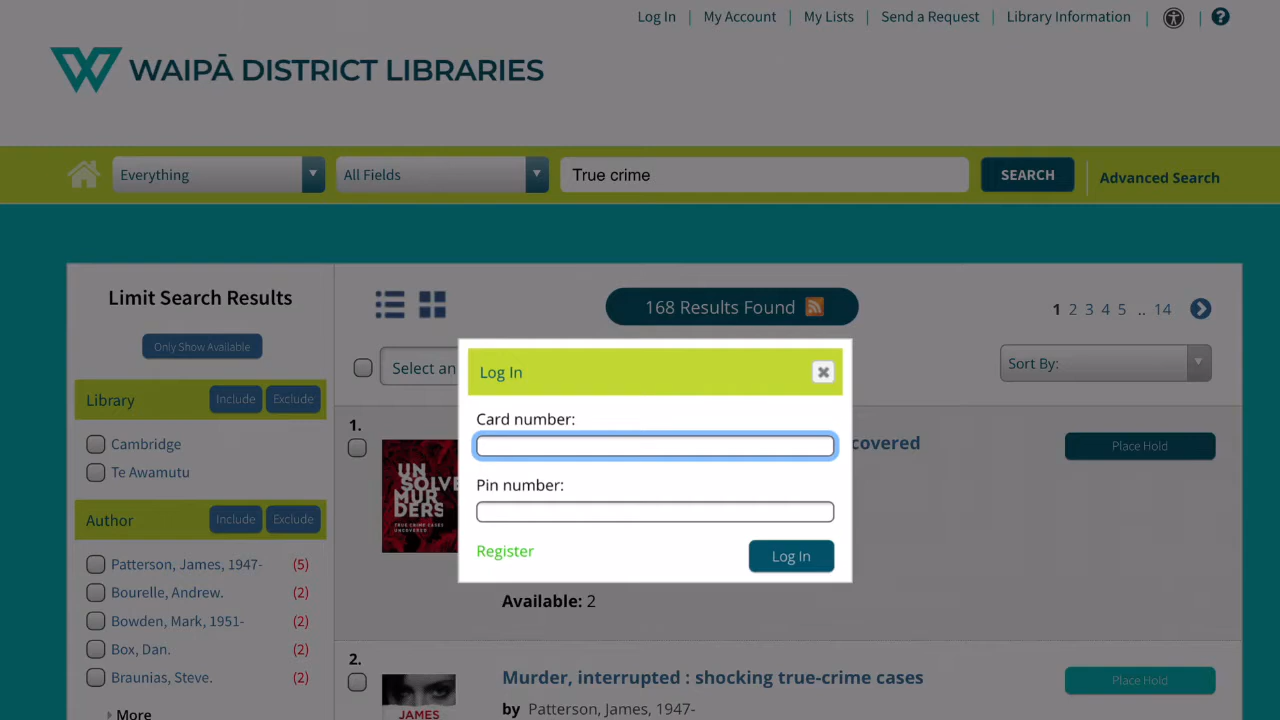 Log In | My Account | My Lists | Send a Request | Library Information | ?
WAIPĀ DISTRICT LIBRARIES
Everything All Fields True crime SEARCH Advanced Search
Limit Search Results
Only Show Available
Library Include Exclude
Cambridge
Te Awamutu
Author Include Exclude
Patterson, James, 1947- (5)
Bourelle, Andrew. (2)
Bowden, Mark, 1951- (2)
Box, Dan. (2)
Braunias, Steve. (2)
More
168 Results Found
1 2 3 4 5 .. 14
Select an
Sort By:
Log In
Card number:
Pin number:
Register
Log In
1.
UN
SOLVE
MUR
DERS
TRUE CRIME CASES
UNCOVERED
covered
Place Hold
Available: 2
2.
JAMES
Murder, interrupted : shocking true-crime cases
by Patterson, James, 1947-
Place Hold